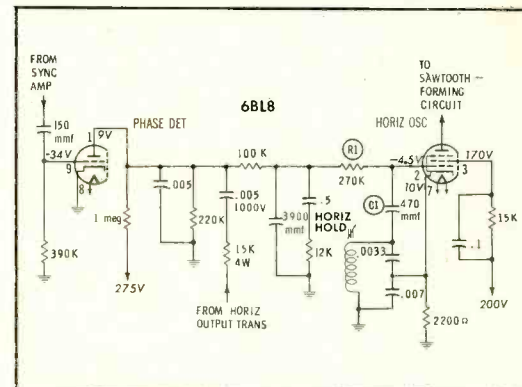 FROM
SYNC
AMP
150
mmf
-34V
9
8
1
9V
390K
PHASE DET
1 meg
275V
.005
220K
6BL8
100 K
.005
1000V
15K
4W
FROM HORIZ
OUTPUT TRANS
3900
mmf
.5
12K
R1
270K
HORIZ
HOLD
C1
470
mmf
.0033
.007
TO
SAWTOOTH -
FORMING
CIRCUIT
HORIZ OSC
-4.5V
2
10V
7
3
170V
15K
.1
200V
2200Ω